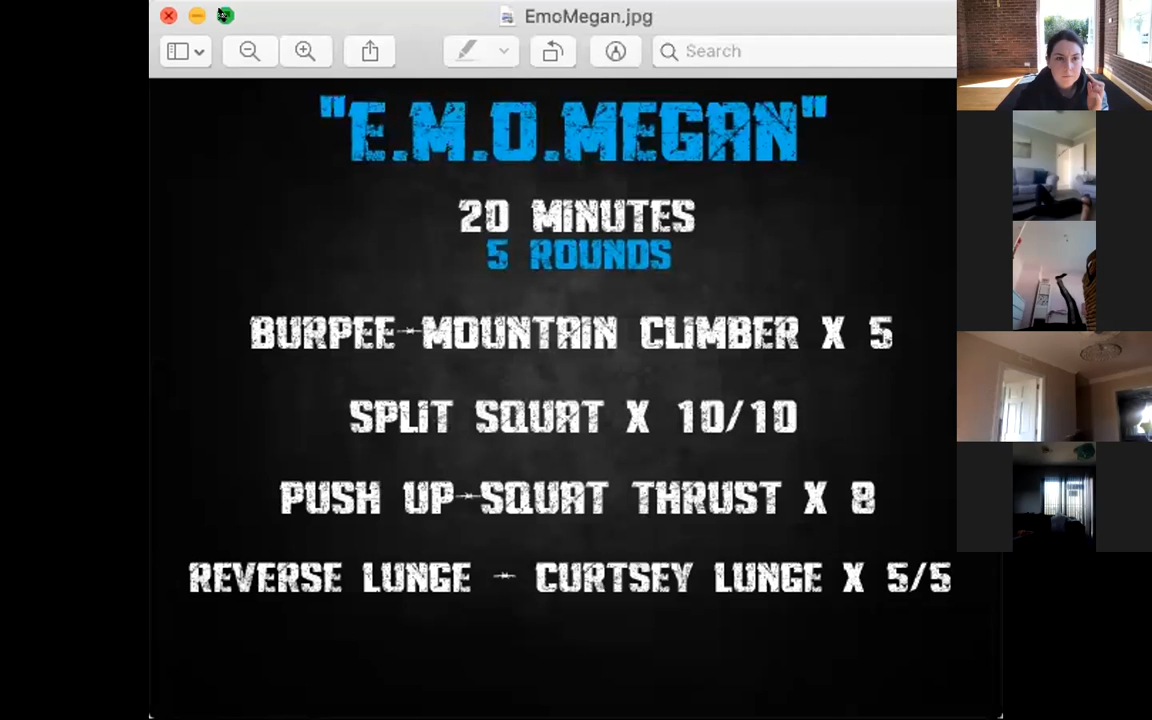 EmoMegan.jpg
Search
"E.M.O.MEGAN"
20 MINUTES
5 ROUNDS
BURPEE-MOUNTAIN CLIMBER X 5
SPLIT SQUAT X 10/10
PUSH UP-SQUAT THRUST X 8
REVERSE LUNGE - CURTSEY LUNGE X 5/5